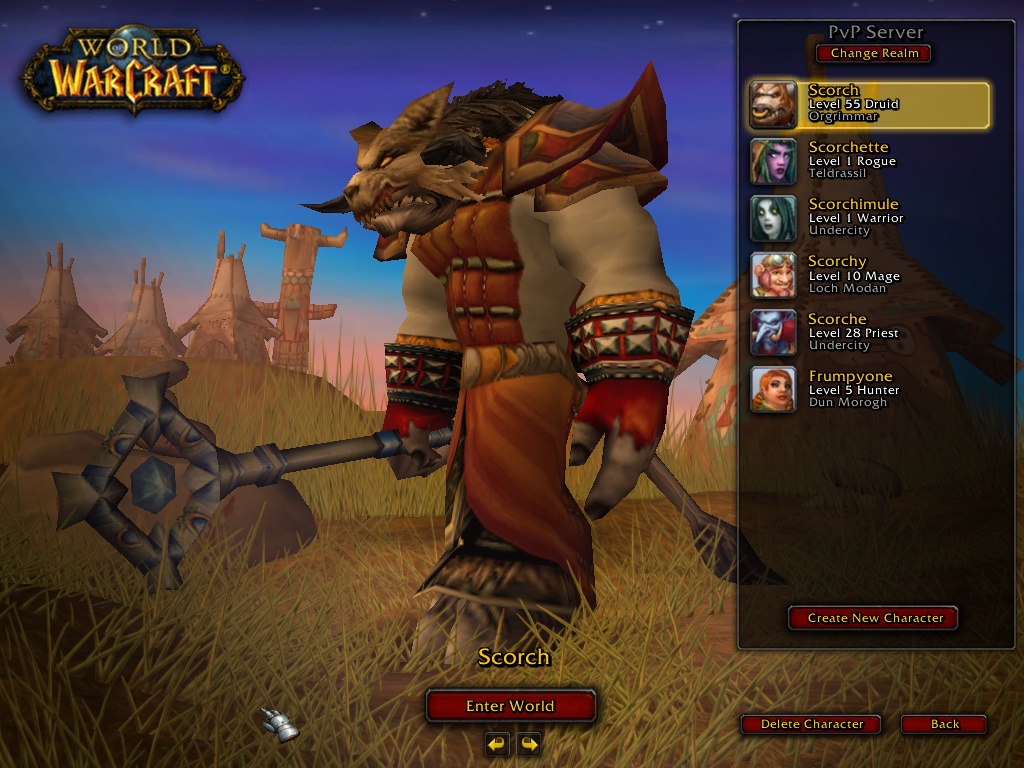 WORLD
OF
WARCRAFT®
PvP Server
Change Realm
Scorch
Level 55 Druid
Orgrimmar
Scorchette
Level 1 Rogue
Teldrassil
Scorchimule
Level 1 Warrior
Undercity
Scorchy
Level 10 Mage
Loch Modan
Scorche
Level 28 Priest
Undercity
Frumpyone
Level 5 Hunter
Dun Morogh
Create New Character
Scorch
Enter World
Delete Character
Back